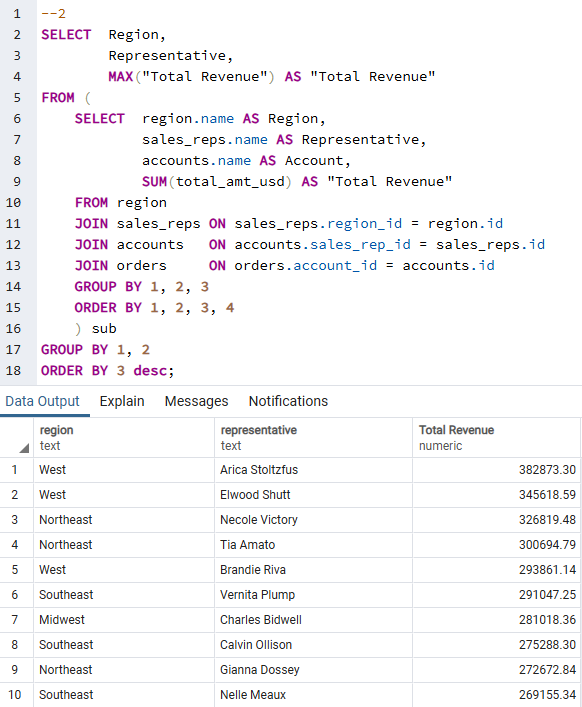 1 --2
2 SELECT  Region,
3         Representative,
4         MAX("Total Revenue") AS "Total Revenue"
5 FROM (
6     SELECT  region.name AS Region,
7             sales_reps.name AS Representative,
8             accounts.name AS Account,
9             SUM(total_amt_usd) AS "Total Revenue"
10     FROM region
11     JOIN sales_reps ON sales_reps.region_id = region.id
12     JOIN accounts   ON accounts.sales_rep_id = sales_reps.id
13     JOIN orders     ON orders.account_id = accounts.id
14     GROUP BY 1, 2, 3
15     ORDER BY 1, 2, 3, 4
16     ) sub
17 GROUP BY 1, 2
18 ORDER BY 3 desc;
Data Output Explain Messages Notifications
region representative Total Revenue
text text numeric
1 West Arica Stoltzfus 382873.30
2 West Elwood Shutt 345618.59
3 Northeast Necole Victory 326819.48
4 Northeast Tia Amato 300694.79
5 West Brandie Riva 293861.14
6 Southeast Vernita Plump 291047.25
7 Midwest Charles Bidwell 281018.36
8 Southeast Calvin Ollison 275288.30
9 Northeast Gianna Dossey 272672.84
10 Southeast Nelle Meaux 269155.34